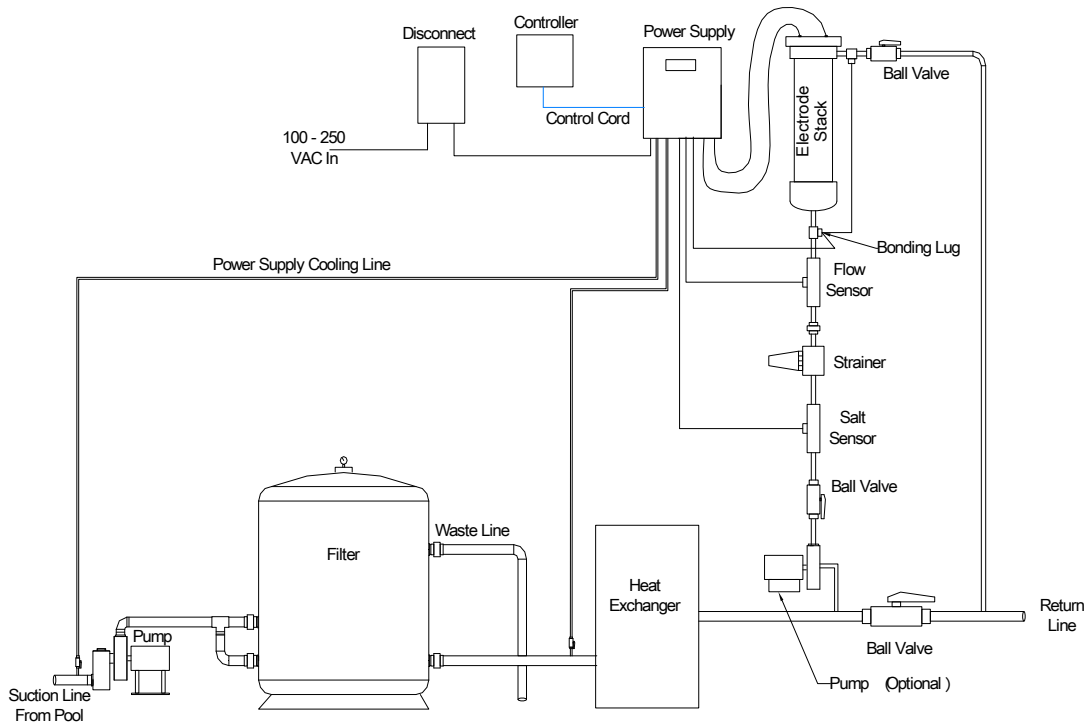 Controller
Disconnect
Power Supply
Ball Valve
Control Cord
100 - 250
VAC In
Electrode
Stack
Bonding Lug
Power Supply Cooling Line
Flow
Sensor
Strainer
Salt
Sensor
Ball Valve
Waste Line
Filter
Heat
Exchanger
Return
Line
Pump
Ball Valve
Suction Line
From Pool
Pump (Optional )